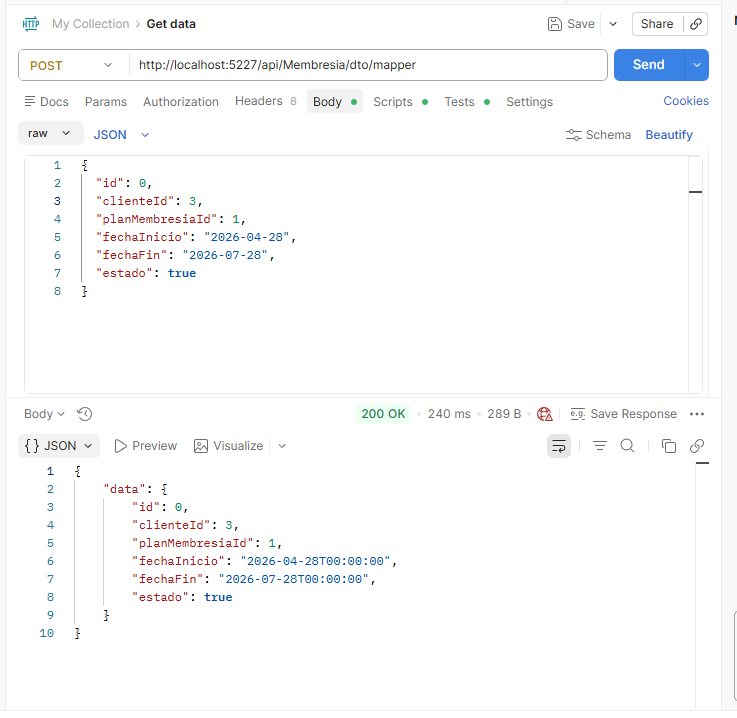 HTTP My Collection > Get data Save Share
POST http://localhost:5227/api/Membresia/dto/mapper Send
Docs Params Authorization Headers 8 Body Scripts Tests Settings Cookies
raw JSON Schema Beautify
1 {
2 "id": 0,
3 "clienteId": 3,
4 "planMembresiaId": 1,
5 "fechaInicio": "2026-04-28",
6 "fechaFin": "2026-07-28",
7 "estado": true
8 }
Body 200 OK • 240 ms • 289 B • e.g. Save Response
{} JSON Preview Visualize
1 {
2 "data": {
3 "id": 0,
4 "clienteId": 3,
5 "planMembresiaId": 1,
6 "fechaInicio": "2026-04-28T00:00:00",
7 "fechaFin": "2026-07-28T00:00:00",
8 "estado": true
9 }
10 }